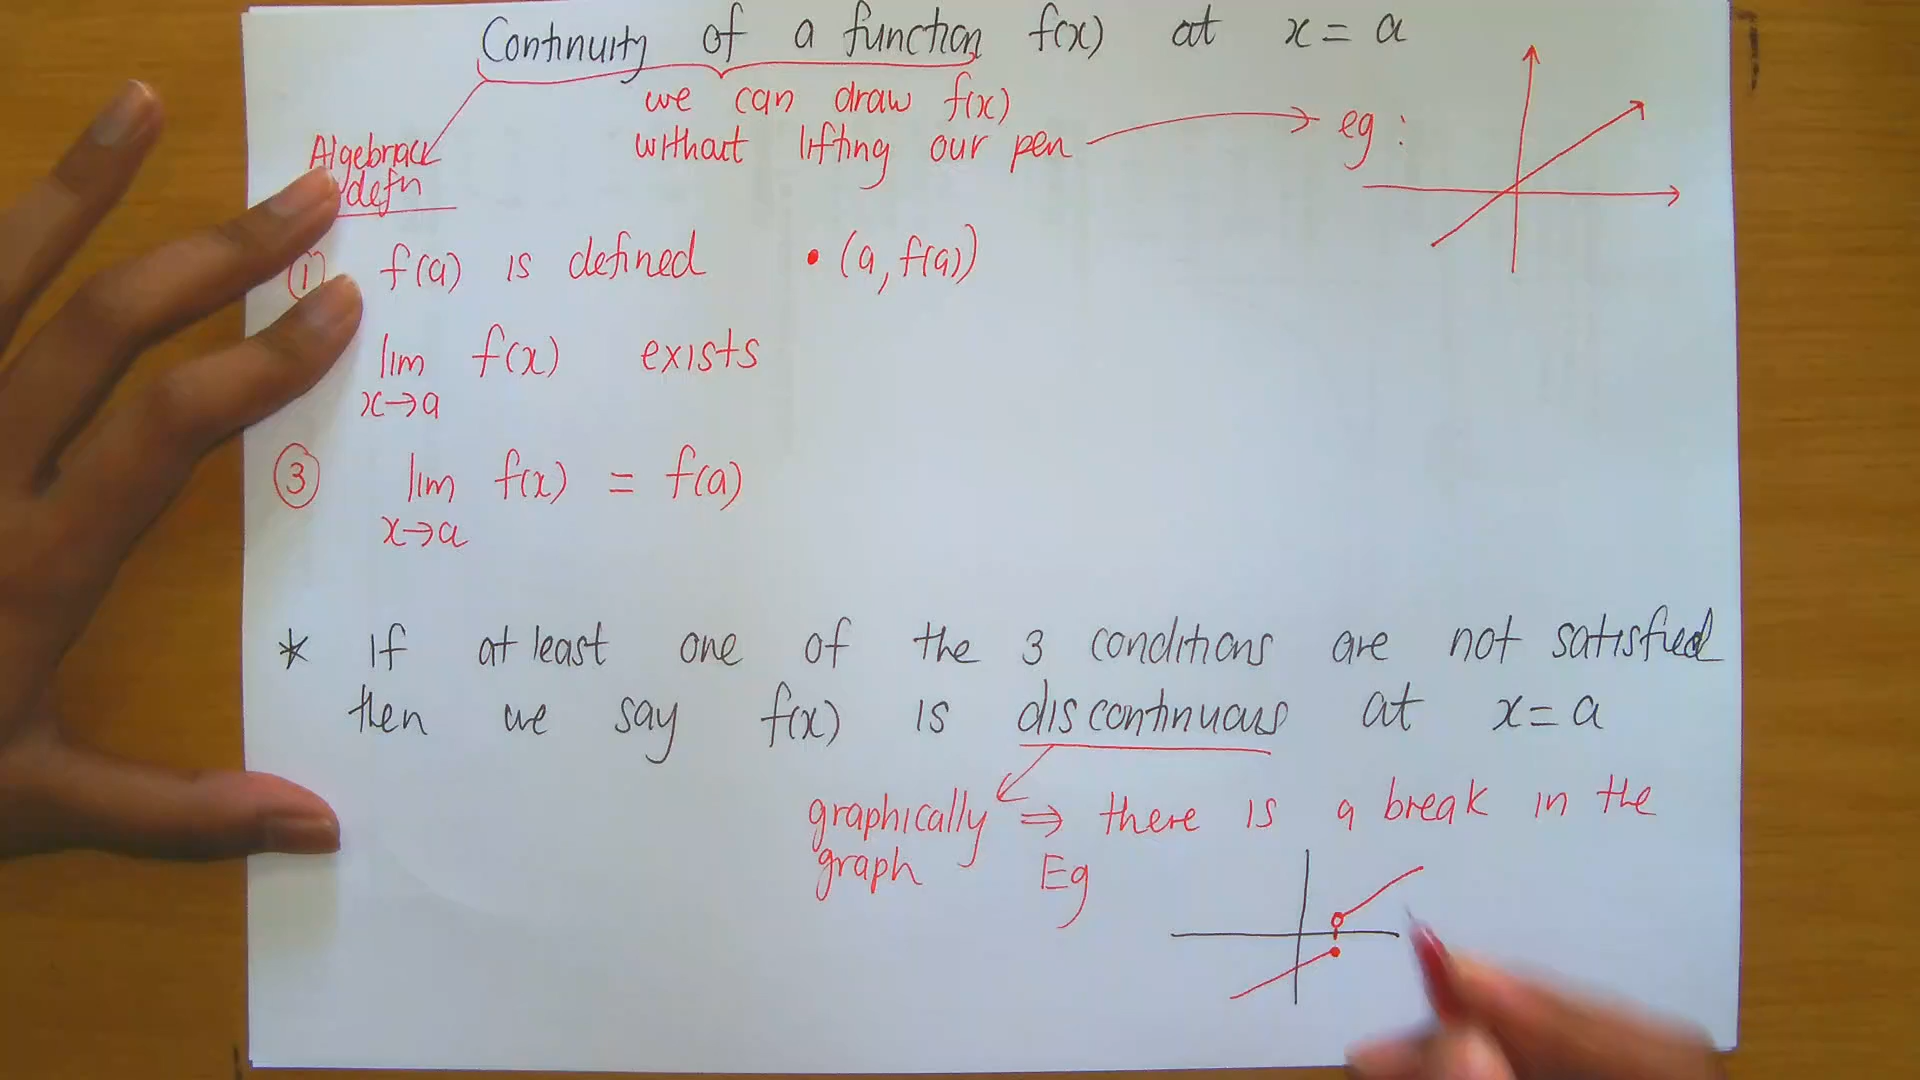 Continuity of a function f(x) at x = a
we can draw f(x)
without lifting our pen → eg :
Algebraic
defn
① f(a) is defined • (a, f(a))
lim f(x) exists
x→a
③ lim f(x) = f(a)
x→a
* If at least one of the 3 conditions are not satisfied
then we say f(x) is discontinuous at x = a
graphically ⇒ there is a break in the
graph Eg